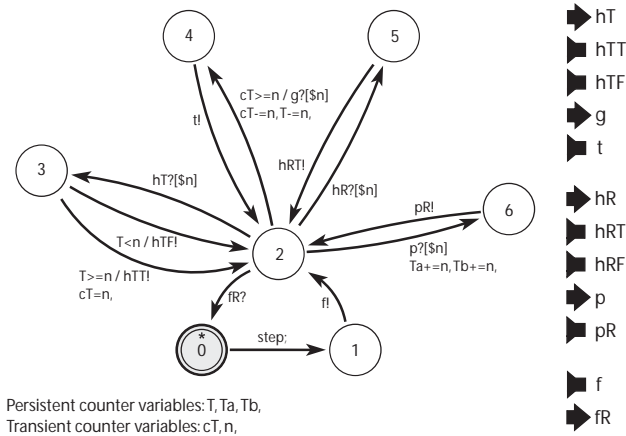 4
5
hT
hTT
hTF
g
t
hR
hRT
hRF
p
pR
f
fR
cT>=n / g?[$n]
cT-=n,T-=n,
t!
hRT!
hR?[$n]
3
hT?[$n]
T<n / hTF!
T>=n / hTT!
cT=n,
2
pR!
6
p?[$n]
Ta+=n,Tb+=n,
fR?
f!
*
0
step;
1
Persistent counter variables: T, Ta, Tb,
Transient counter variables: cT, n,